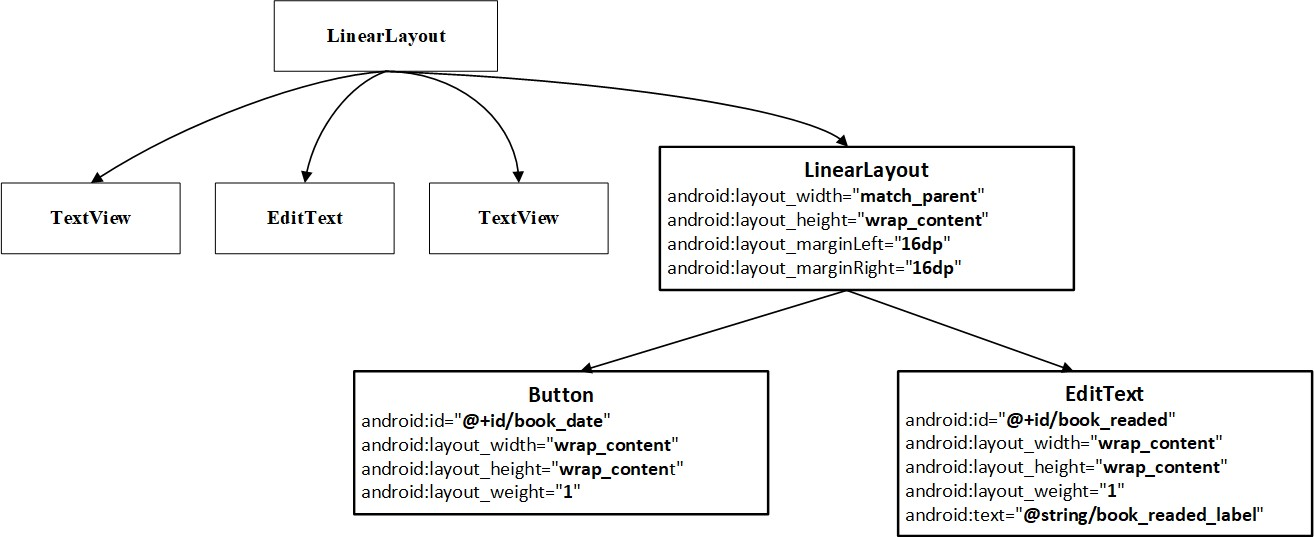 LinearLayout
TextView
EditText
TextView
LinearLayout
android:layout_width="match_parent"
android:layout_height="wrap_content"
android:layout_marginLeft="16dp"
android:layout_marginRight="16dp"
Button
android:id="@+id/book_date"
android:layout_width="wrap_content"
android:layout_height="wrap_content"
android:layout_weight="1"
EditText
android:id="@+id/book_readed"
android:layout_width="wrap_content"
android:layout_height="wrap_content"
android:layout_weight="1"
android:text="@string/book_readed_label"